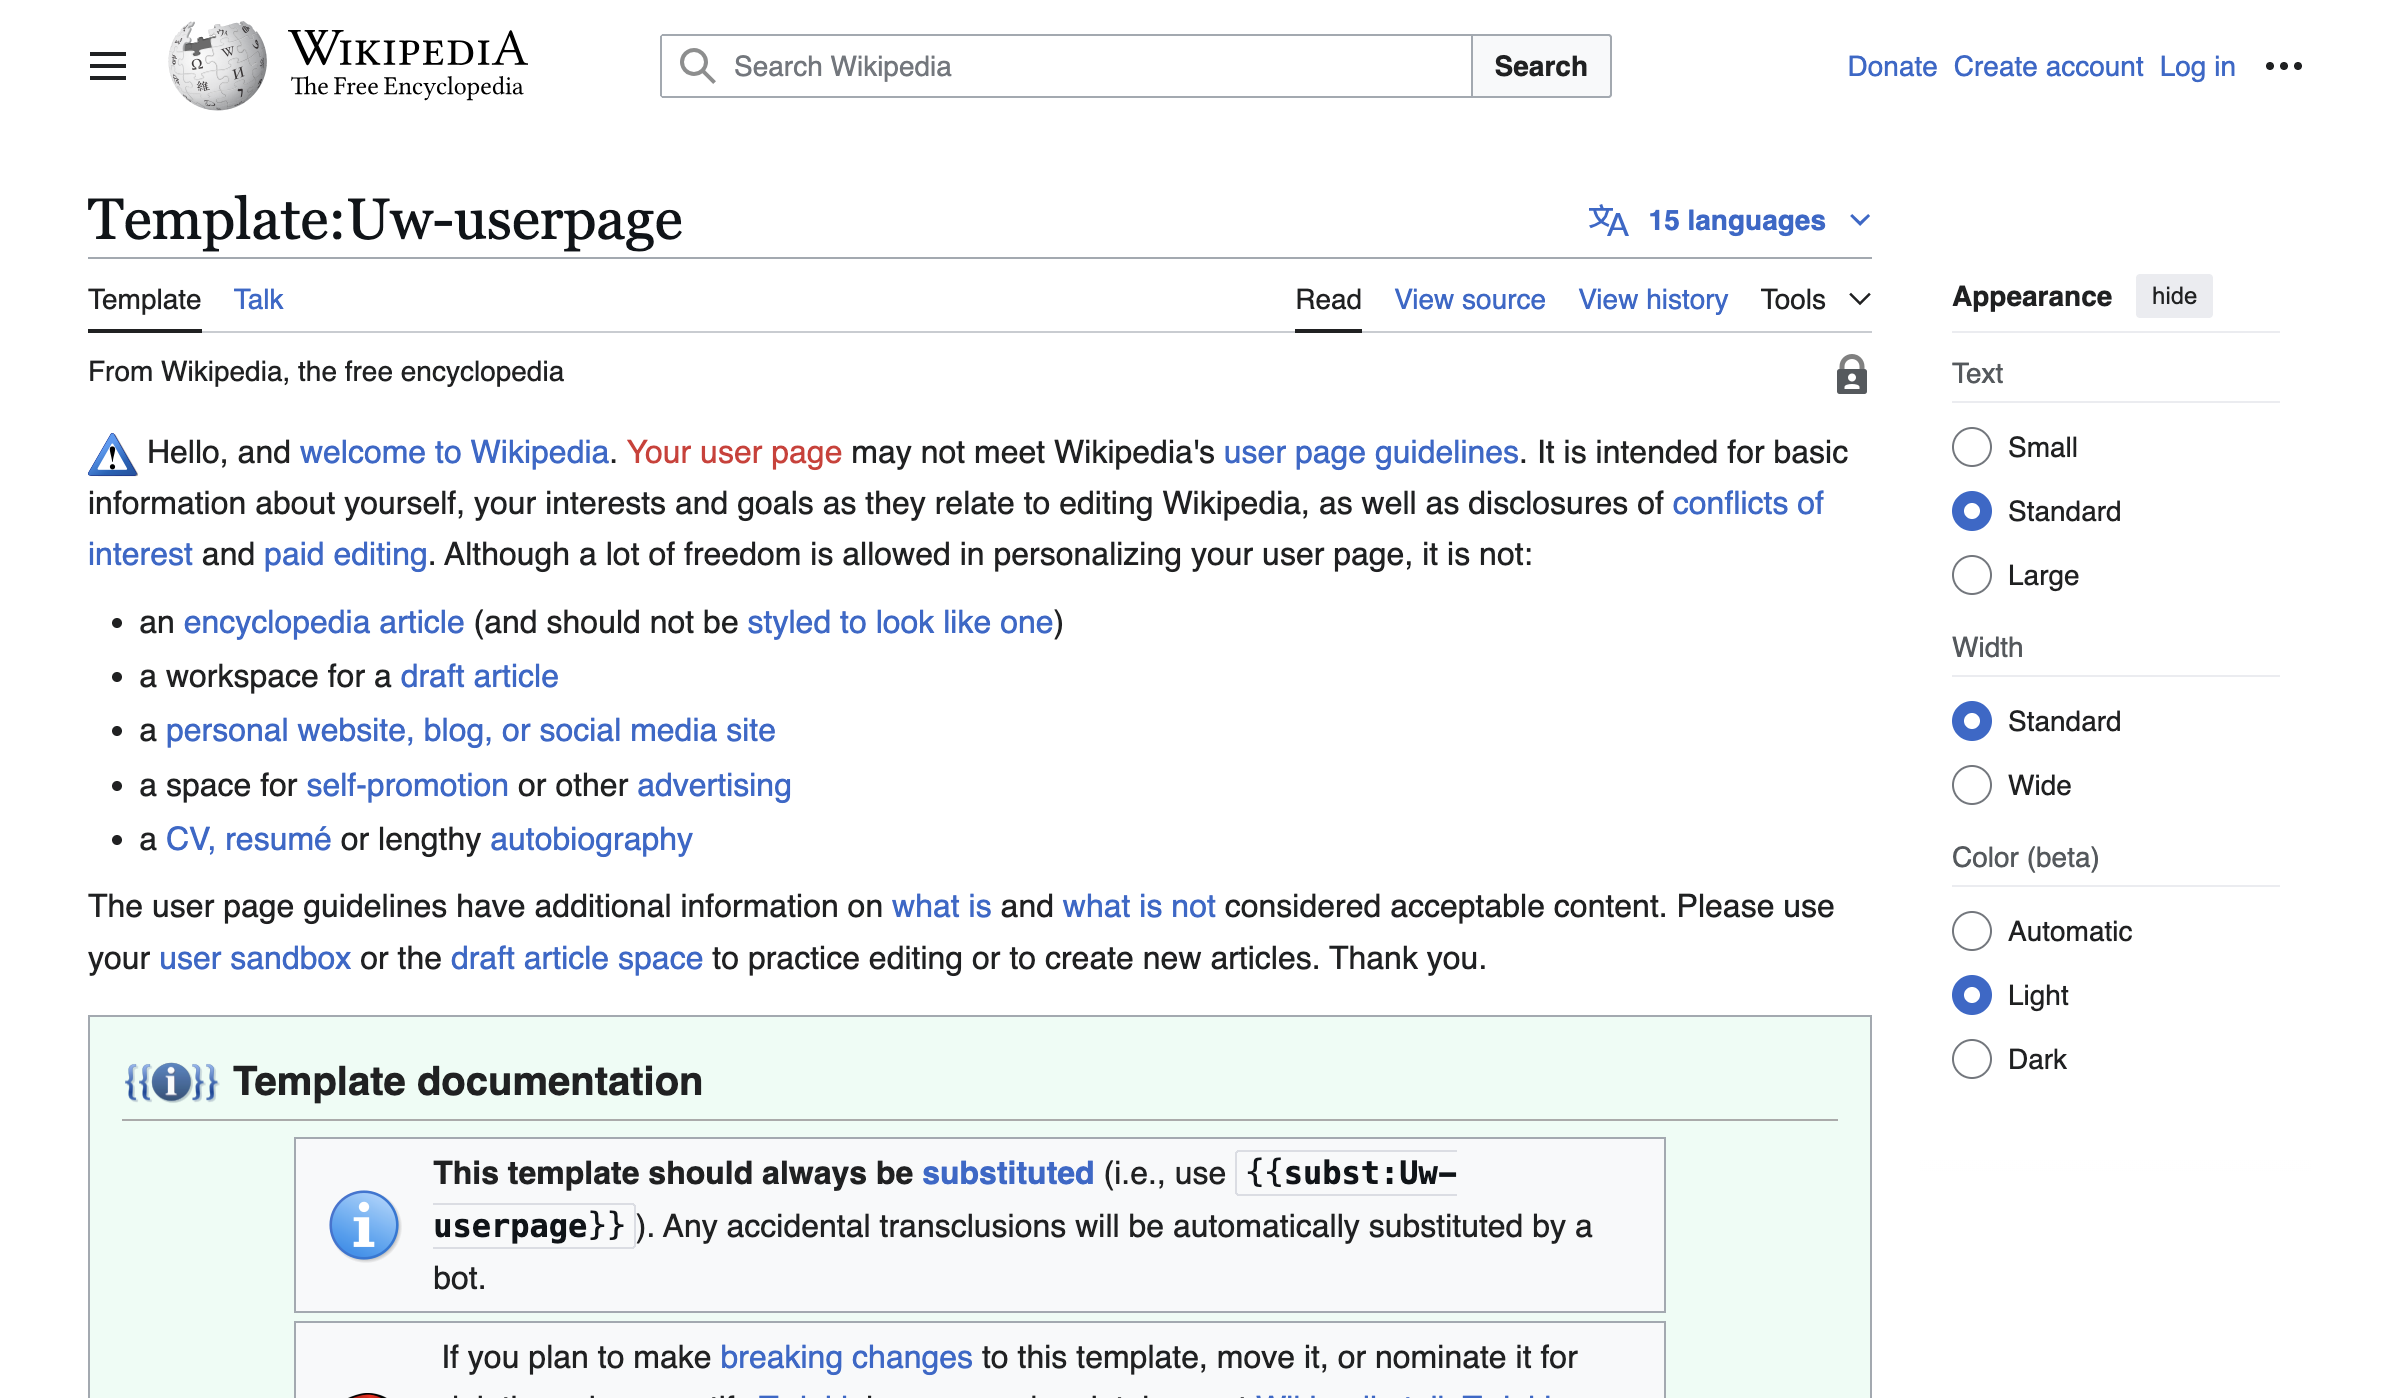 WIKIPEDIA
The Free Encyclopedia
Search Wikipedia
Search
Donate Create account Log in
Template:Uw-userpage
15 languages
Template Talk
Read View source View history Tools
From Wikipedia, the free encyclopedia
Hello, and welcome to Wikipedia. Your user page may not meet Wikipedia's user page guidelines. It is intended for basic
information about yourself, your interests and goals as they relate to editing Wikipedia, as well as disclosures of conflicts of
interest and paid editing. Although a lot of freedom is allowed in personalizing your user page, it is not:
• an encyclopedia article (and should not be styled to look like one)
• a workspace for a draft article
• a personal website, blog, or social media site
• a space for self-promotion or other advertising
• a CV, resumé or lengthy autobiography
The user page guidelines have additional information on what is and what is not considered acceptable content. Please use
your user sandbox or the draft article space to practice editing or to create new articles. Thank you.
{{i}} Template documentation
This template should always be substituted (i.e., use {{subst:Uw-
userpage}}). Any accidental transclusions will be automatically substituted by a
bot.
If you plan to make breaking changes to this template, move it, or nominate it for
Appearance hide
Text
Small
Standard
Large
Width
Standard
Wide
Color (beta)
Automatic
Light
Dark